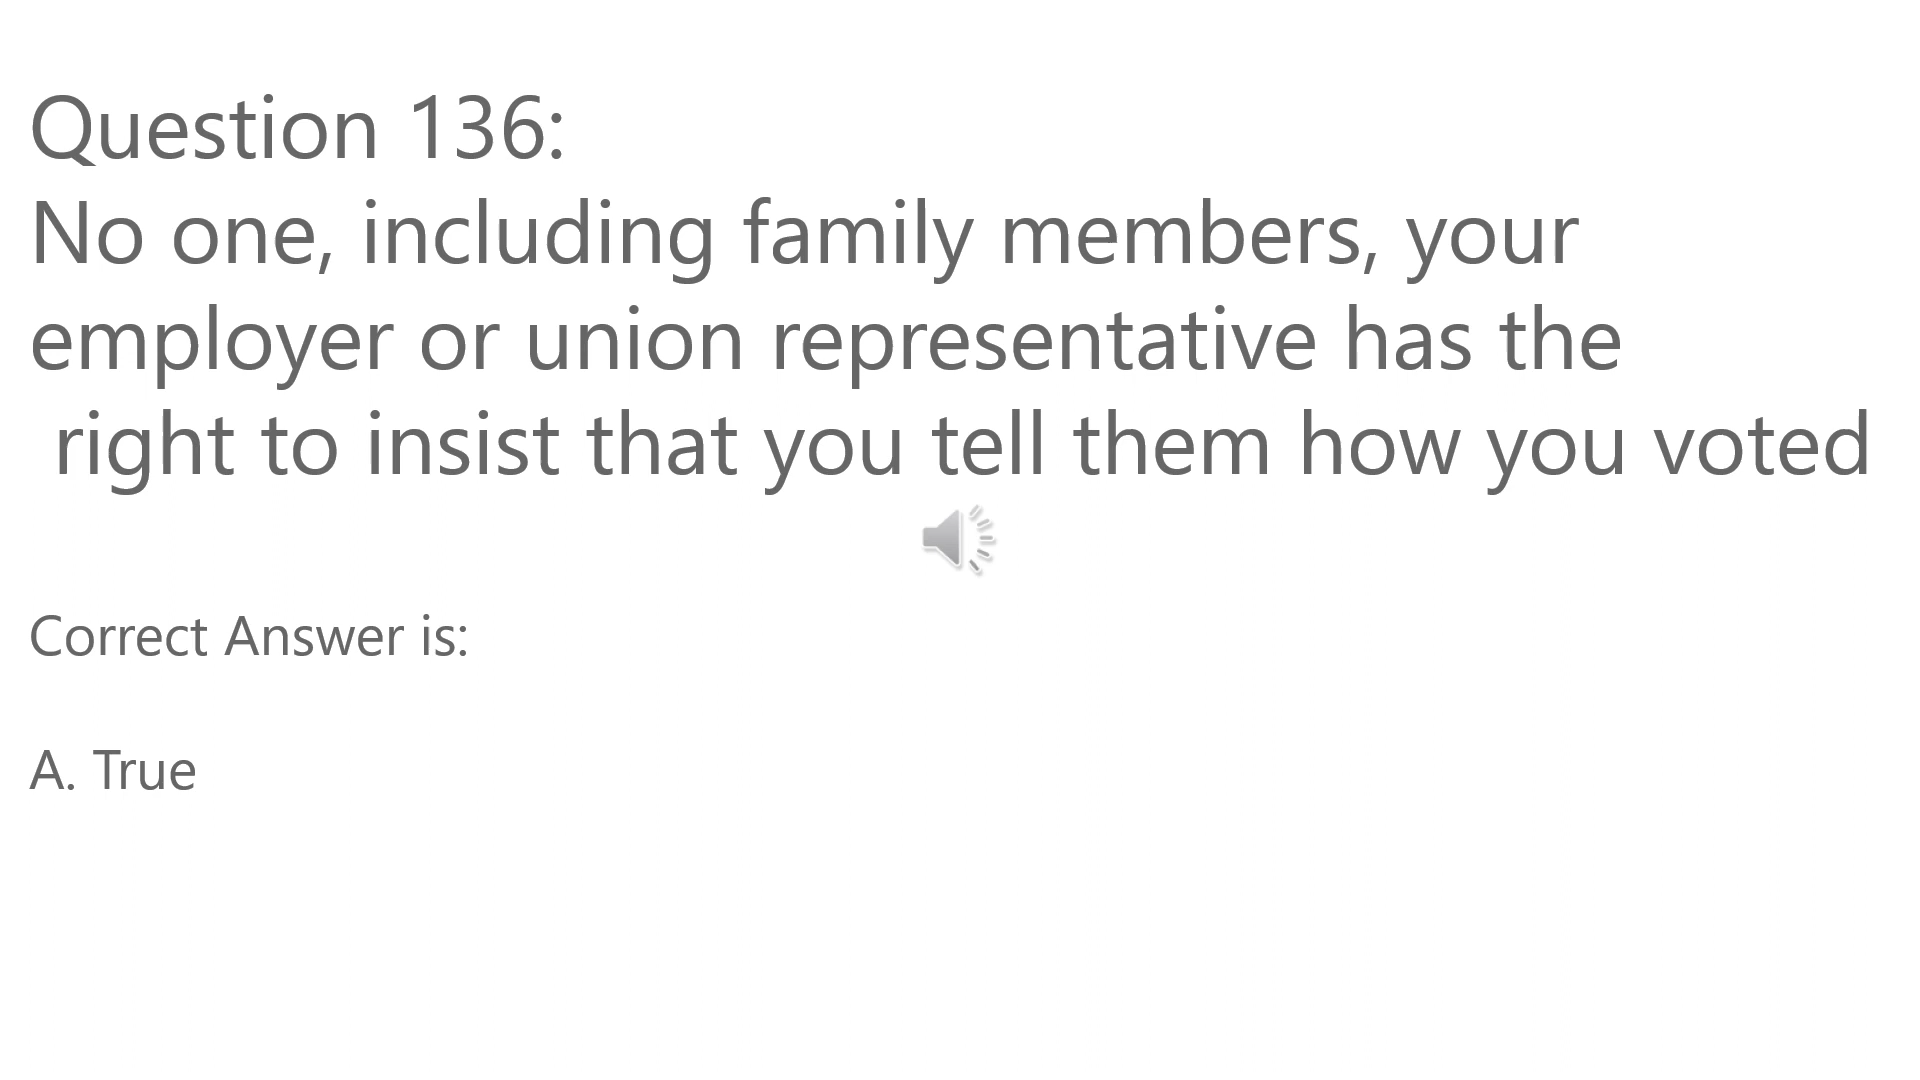 Question 136:
No one, including family members, your
employer or union representative has the
right to insist that you tell them how you voted
Correct Answer is:
A. True